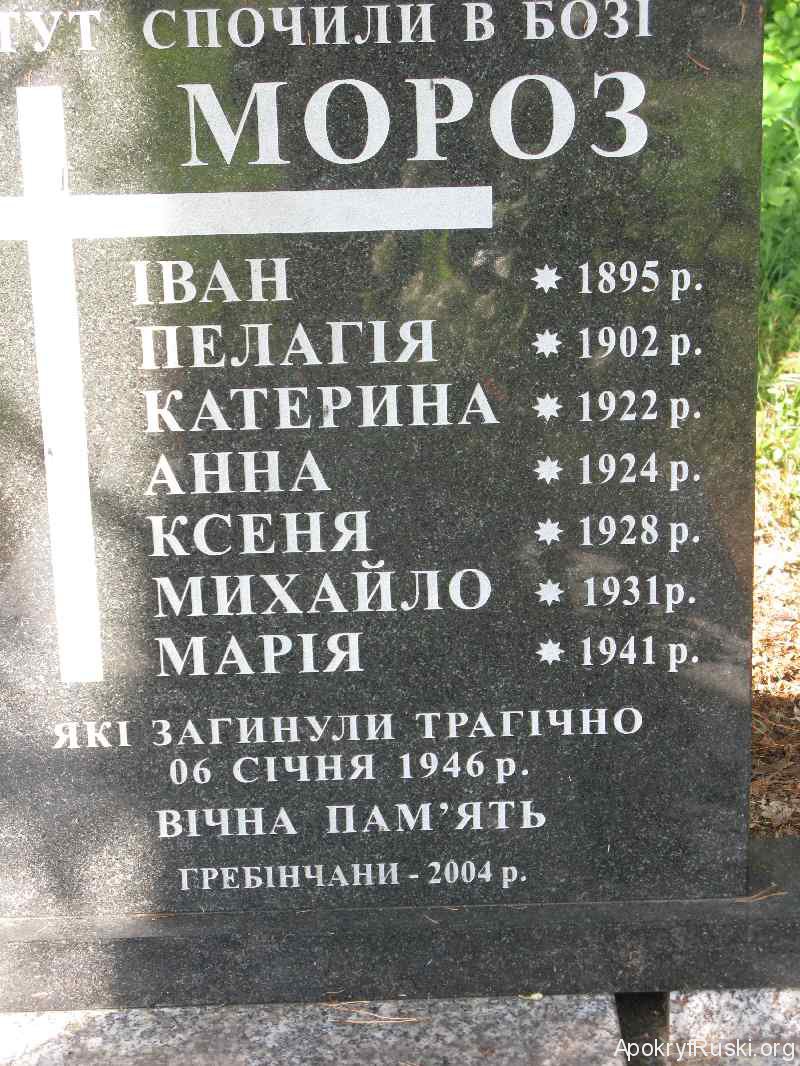 ТУТ СПОЧИЛИ В БОЗІ
МОРОЗ
ІВАН ✷ 1895 р.
ПЕЛАГІЯ ✷ 1902 р.
КАТЕРИНА ✷ 1922 р.
АННА ✷ 1924 р.
КСЕНЯ ✷ 1928 р.
МИХАЙЛО ✷ 1931р.
МАРІЯ ✷ 1941 р.
ЯКІ ЗАГИНУЛИ ТРАГІЧНО
06 СІЧНЯ 1946 р.
ВІЧНА ПАМ’ЯТЬ
ГРЕБІНЧАНИ - 2004 р.
ApokryfRuski.org